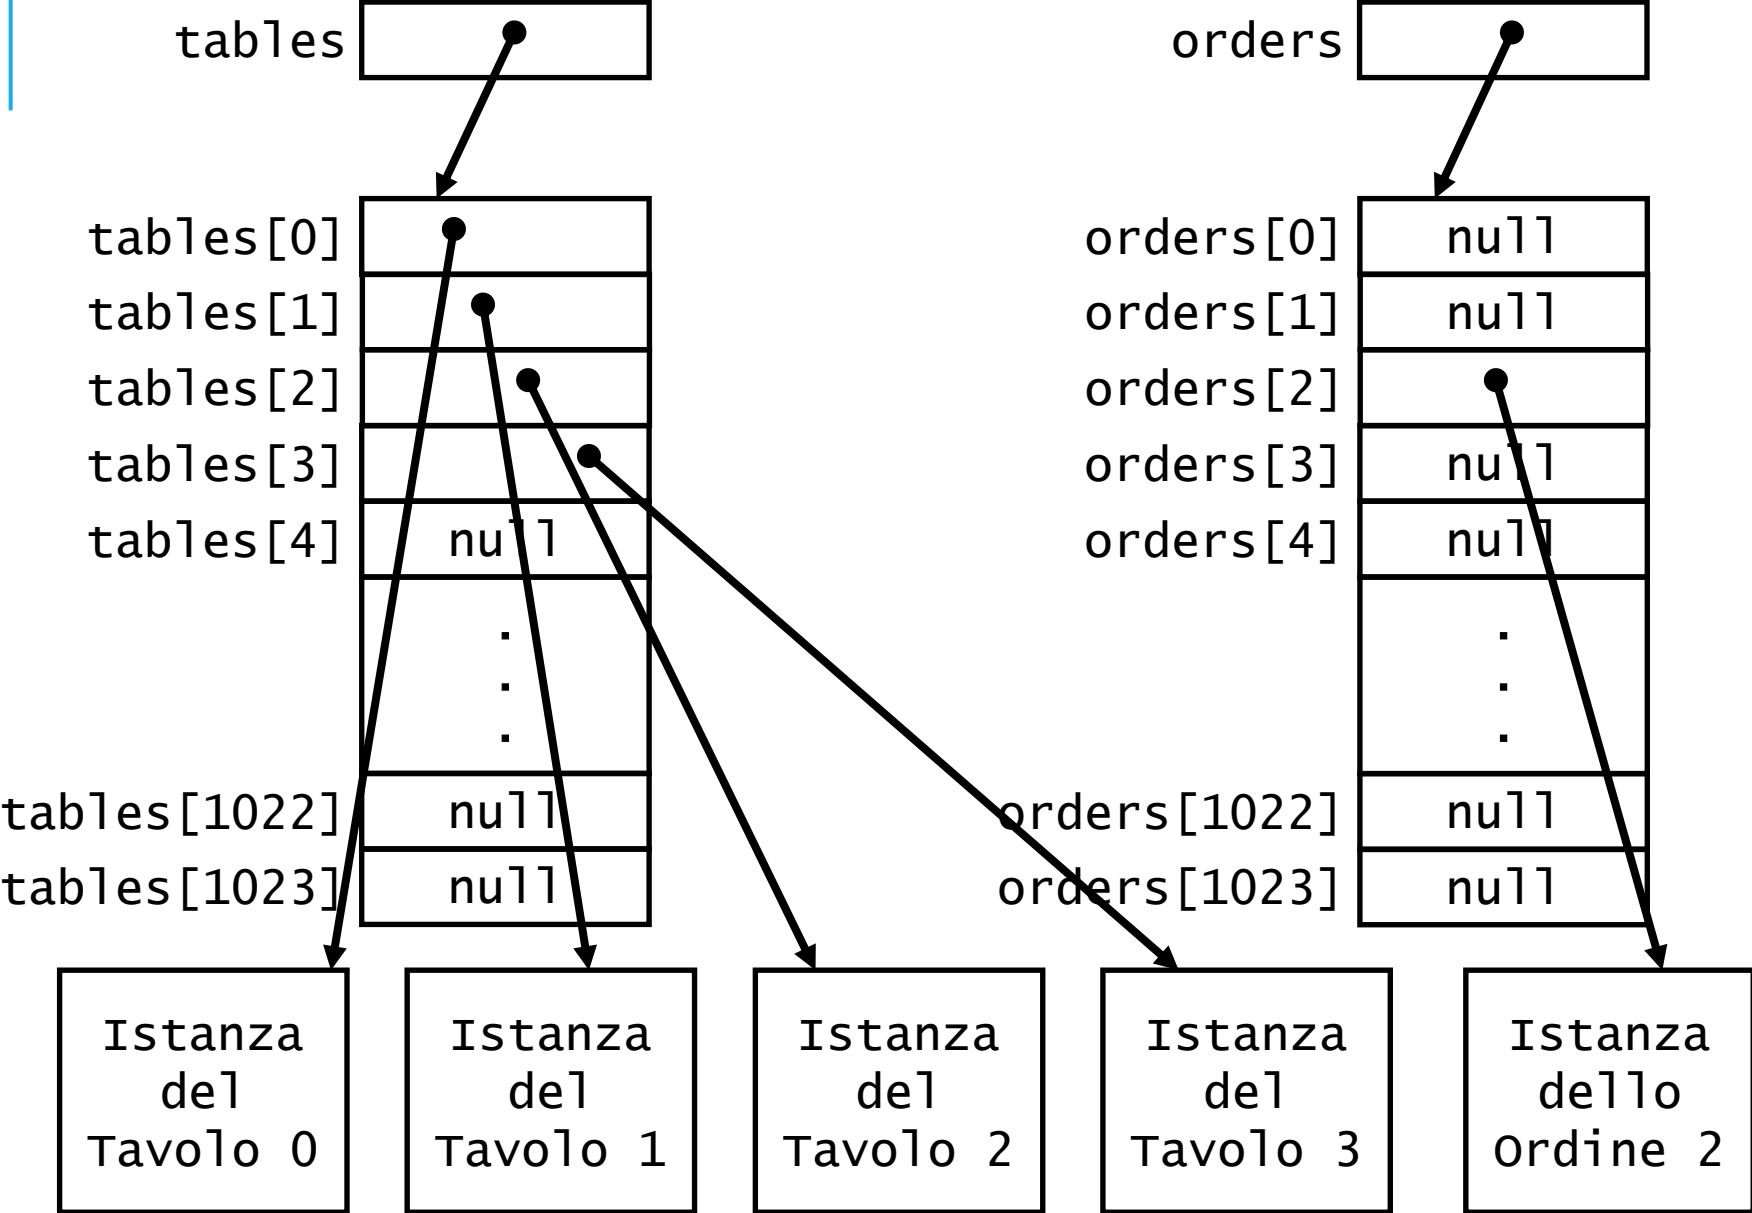 tables
orders
tables[0]
orders[0] null
tables[1]
orders[1] null
tables[2]
orders[2]
tables[3]
orders[3] null
tables[4] null
orders[4] null
.
.
.
.
.
.
tables[1022] null
orders[1022] null
tables[1023] null
orders[1023] null
Istanza
del
Tavolo 0
Istanza
del
Tavolo 1
Istanza
del
Tavolo 2
Istanza
del
Tavolo 3
Istanza
dello
Ordine 2